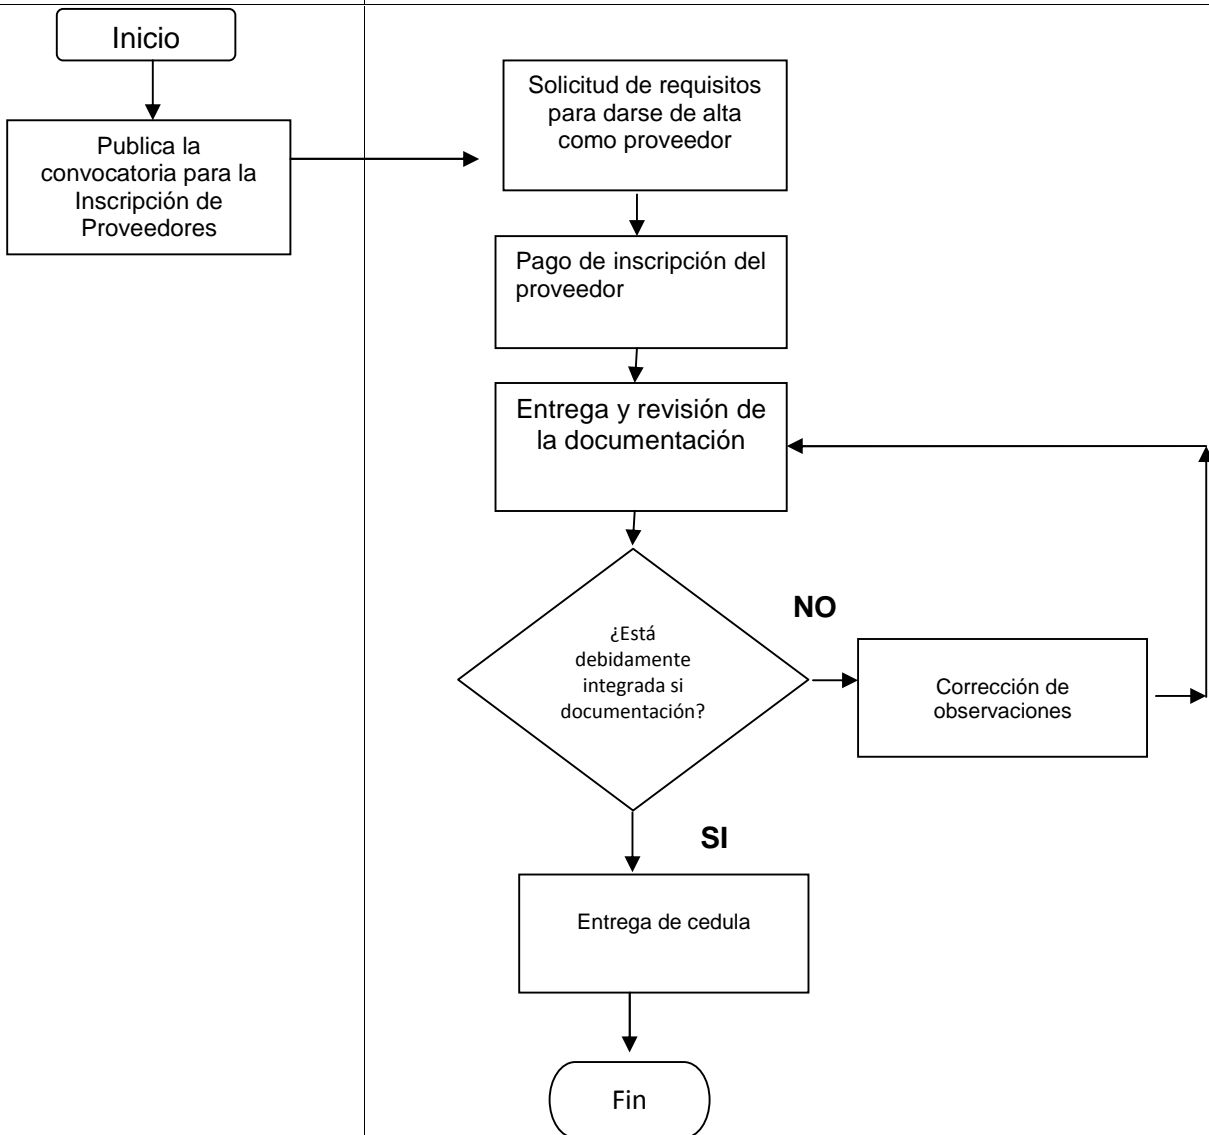 Inicio
Publica la
convocatoria para la
Inscripción de
Proveedores
Solicitud de requisitos
para darse de alta
como proveedor
Pago de inscripción del
proveedor
Entrega y revisión de
la documentación
¿Está
debidamente
integrada si
documentación?
NO
Corrección de
observaciones
SI
Entrega de cedula
Fin